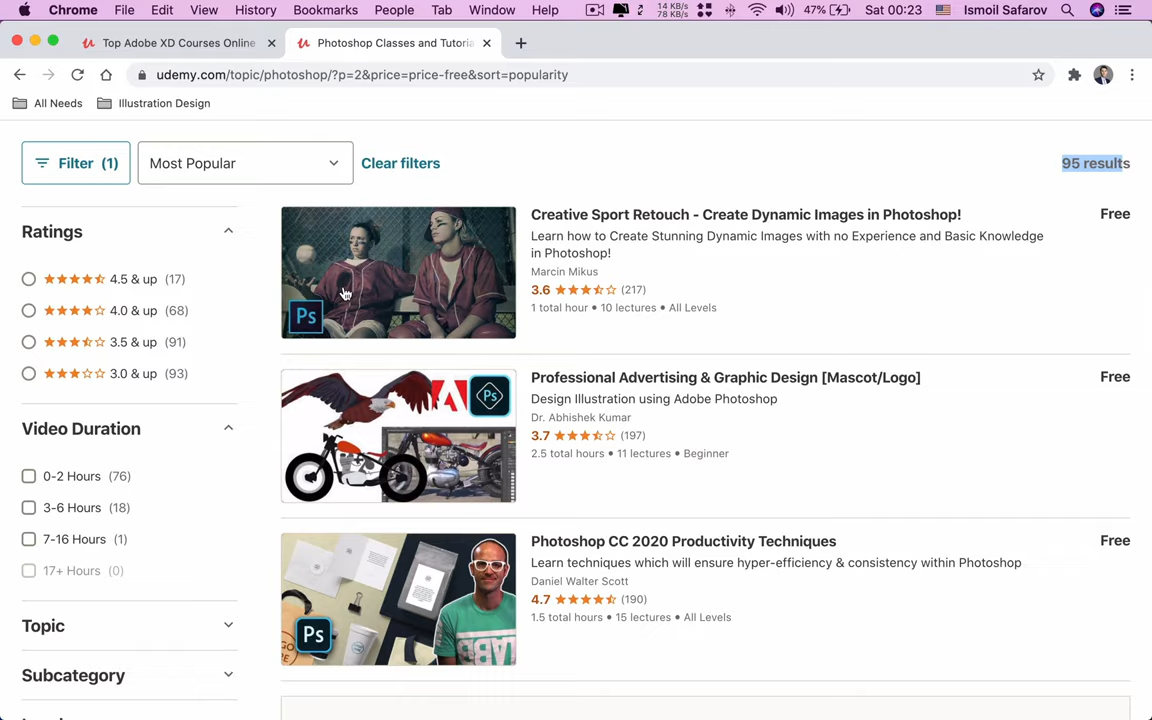 Chrome File Edit View History Bookmarks People Tab Window Help 14 KB/s 78 KB/s 47% Sat 00:23 Ismoil Safarov
Top Adobe XD Courses Online
Photoshop Classes and Tutoria
udemy.com/topic/photoshop/?p=2&price=price-free&sort=popularity
All Needs Illustration Design
Filter (1) Most Popular Clear filters 95 results
Ratings
4.5 & up (17)
4.0 & up (68)
3.5 & up (91)
3.0 & up (93)
Video Duration
0-2 Hours (76)
3-6 Hours (18)
7-16 Hours (1)
17+ Hours (0)
Topic
Subcategory
Ps
Creative Sport Retouch - Create Dynamic Images in Photoshop! Free
Learn how to Create Stunning Dynamic Images with no Experience and Basic Knowledge
in Photoshop!
Marcin Mikus
3.6 (217)
1 total hour • 10 lectures • All Levels
Ps
Professional Advertising & Graphic Design [Mascot/Logo] Free
Design Illustration using Adobe Photoshop
Dr. Abhishek Kumar
3.7 (197)
2.5 total hours • 11 lectures • Beginner
Ps
Photoshop CC 2020 Productivity Techniques Free
Learn techniques which will ensure hyper-efficiency & consistency within Photoshop
Daniel Walter Scott
4.7 (190)
1.5 total hours • 15 lectures • All Levels